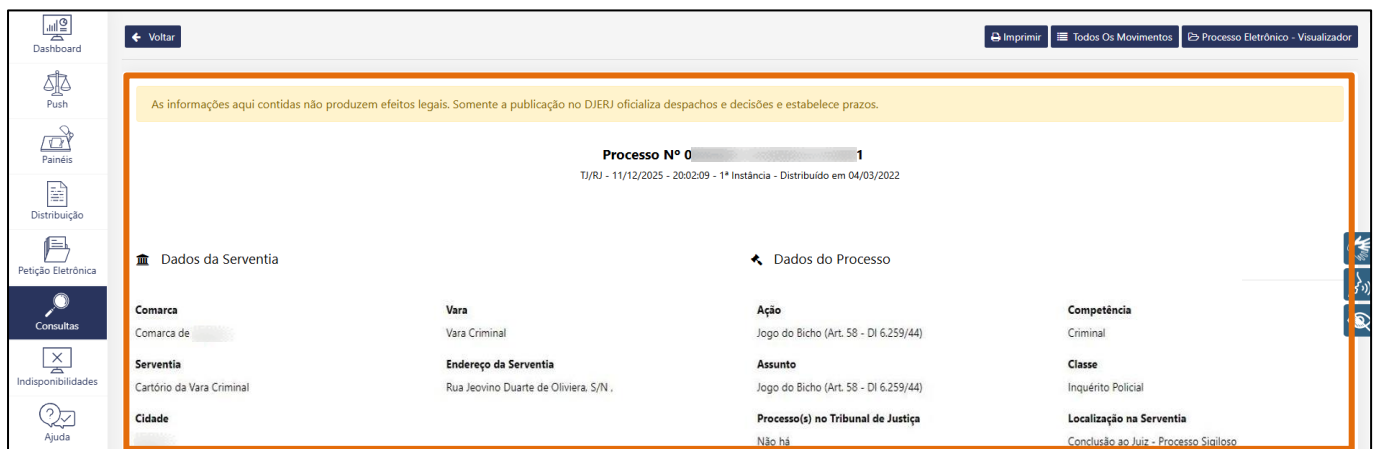 Dashboard
Push
Painéis
Distribuição
Petição Eletrônica
Consultas
Indisponibilidades
Ajuda
Voltar
Imprimir
Todos Os Movimentos
Processo Eletrônico - Visualizador
As informações aqui contidas não produzem efeitos legais. Somente a publicação no DJERJ oficializa despachos e decisões e estabelece prazos.
Processo Nº 0 1
TJ/RJ - 11/12/2025 - 20:02:09 - 1ª Instância - Distribuído em 04/03/2022
Dados da Serventia
Comarca
Comarca de
Vara
Vara Criminal
Serventia
Cartório da Vara Criminal
Endereço da Serventia
Rua Jeovino Duarte de Oliviera, S/N ,
Cidade
Dados do Processo
Ação
Jogo do Bicho (Art. 58 - Dl 6.259/44)
Competência
Criminal
Assunto
Jogo do Bicho (Art. 58 - Dl 6.259/44)
Classe
Inquérito Policial
Processo(s) no Tribunal de Justiça
Não há
Localização na Serventia
Conclusão ao Juiz - Processo Sigiloso